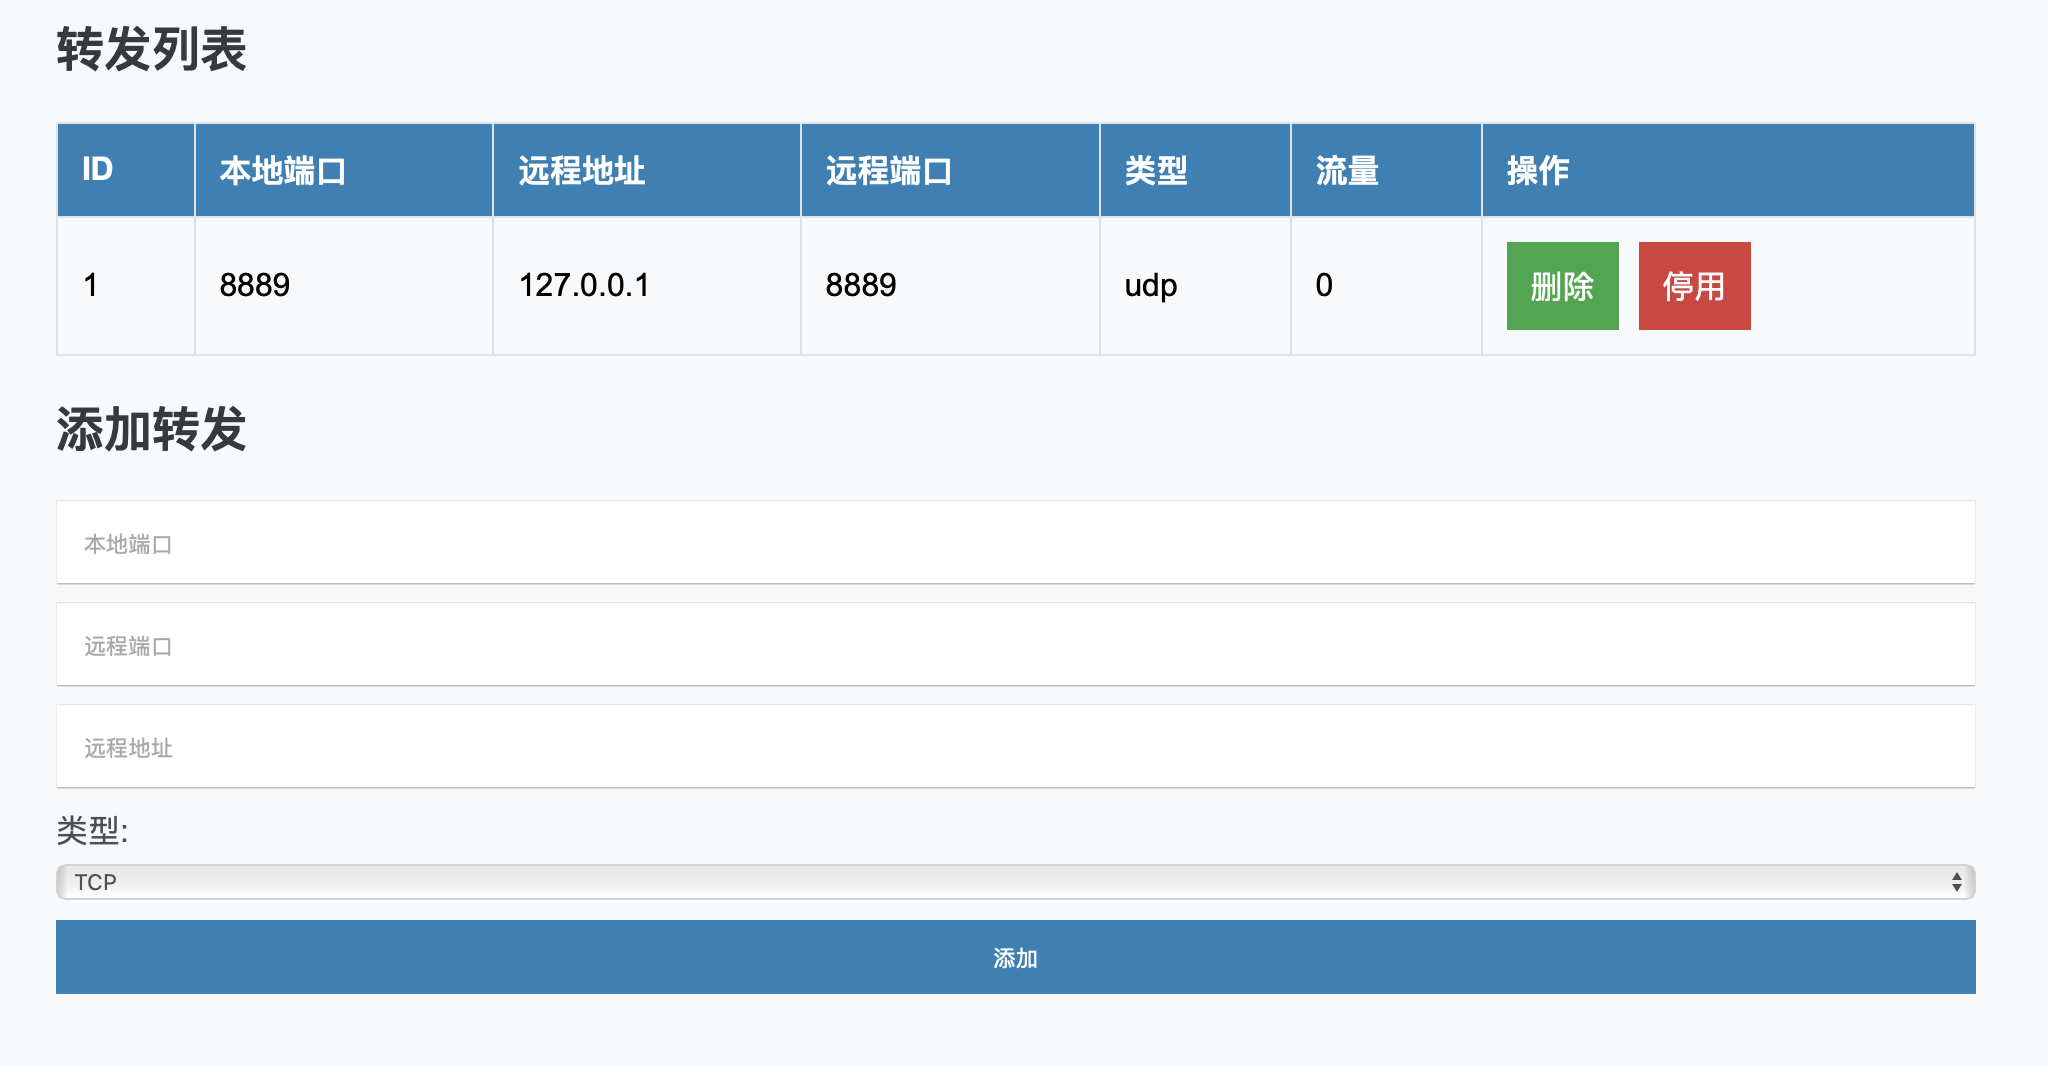 转发列表
ID 本地端口 远程地址 远程端口 类型 流量 操作
1 8889 127.0.0.1 8889 udp 0 删除 停用
添加转发
本地端口
远程端口
远程地址
类型:
TCP
添加